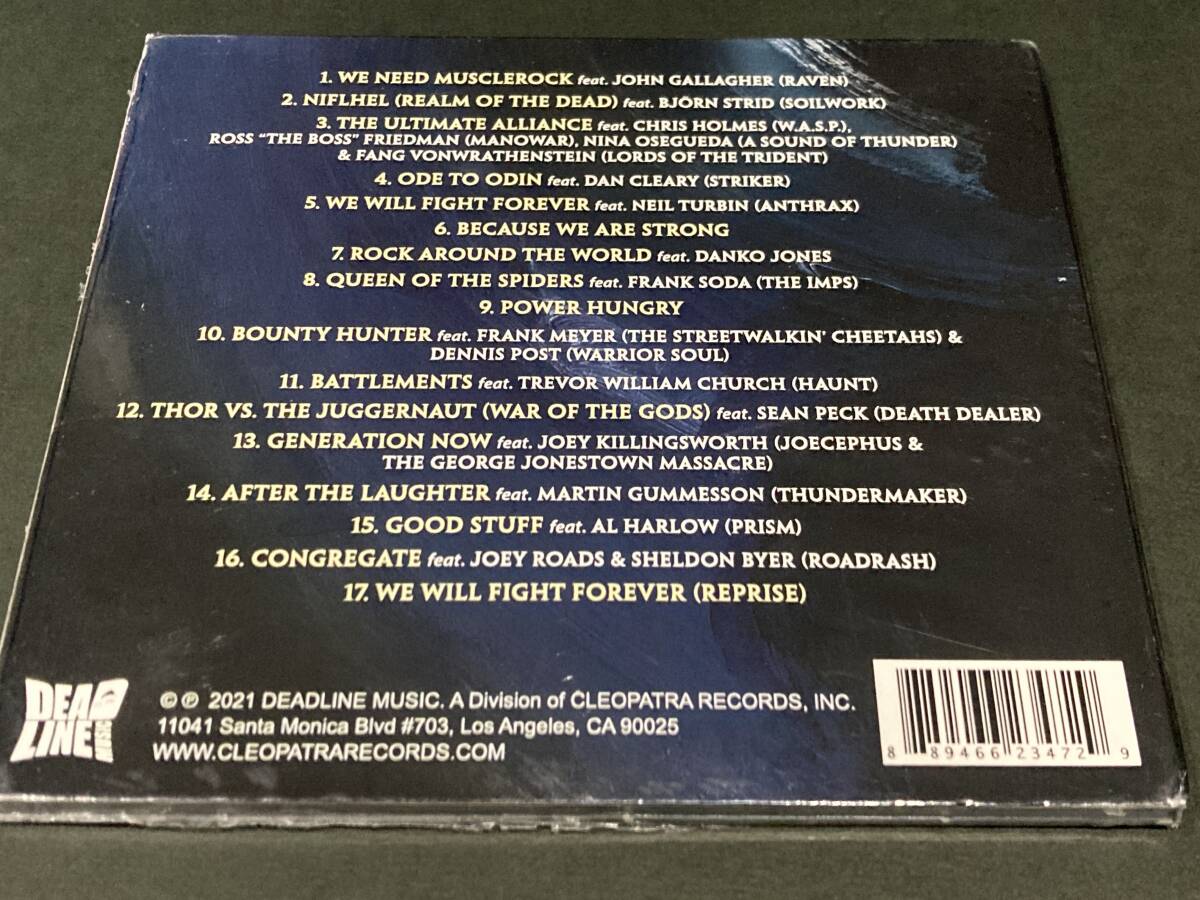 1. WE NEED MUSCLEROCK feat. JOHN GALLAGHER (RAVEN)
2. NIFLHEL (REALM OF THE DEAD) feat. BJÖRN STRID (SOILWORK)
3. THE ULTIMATE ALLIANCE feat. CHRIS HOLMES (W.A.S.P.),
ROSS "THE BOSS" FRIEDMAN (MANOWAR), NINA OSEGUEDA (A SOUND OF THUNDER)
& FANG VONWRATHENSTEIN (LORDS OF THE TRIDENT)
4. ODE TO ODIN feat. DAN CLEARY (STRIKER)
5. WE WILL FIGHT FOREVER feat. NEIL TURBIN (ANTHRAX)
6. BECAUSE WE ARE STRONG
7. ROCK AROUND THE WORLD feat. DANKO JONES
8. QUEEN OF THE SPIDERS feat. FRANK SODA (THE IMPS)
9. POWER HUNGRY
10. BOUNTY HUNTER feat. FRANK MEYER (THE STREETWALKIN' CHEETAHS) &
DENNIS POST (WARRIOR SOUL)
11. BATTLEMENTS feat. TREVOR WILLIAM CHURCH (HAUNT)
12. THOR VS. THE JUGGERNAUT (WAR OF THE GODS) feat. SEAN PECK (DEATH DEALER)
13. GENERATION NOW feat. JOEY KILLINGSWORTH (JOECEPHUS &
THE GEORGE JONESTOWN MASSACRE)
14. AFTER THE LAUGHTER feat. MARTIN GUMMESSON (THUNDERMAKER)
15. GOOD STUFF feat. AL HARLOW (PRISM)
16. CONGREGATE feat. JOEY ROADS & SHELDON BYER (ROADRASH)
17. WE WILL FIGHT FOREVER (REPRISE)
DEAD
LINE MUSIC
© ℗ 2021 DEADLINE MUSIC. A Division of CLEOPATRA RECORDS, INC.
11041 Santa Monica Blvd #703, Los Angeles, CA 90025
WWW.CLEOPATRARECORDS.COM
8 89466 23472 9